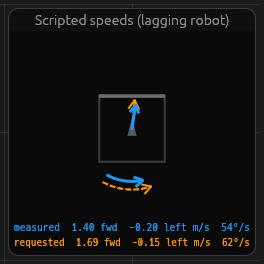 Scripted speeds (lagging robot)
measured 1.40 fwd -0.20 left m/s 54°/s
requested 1.69 fwd -0.15 left m/s 62°/s